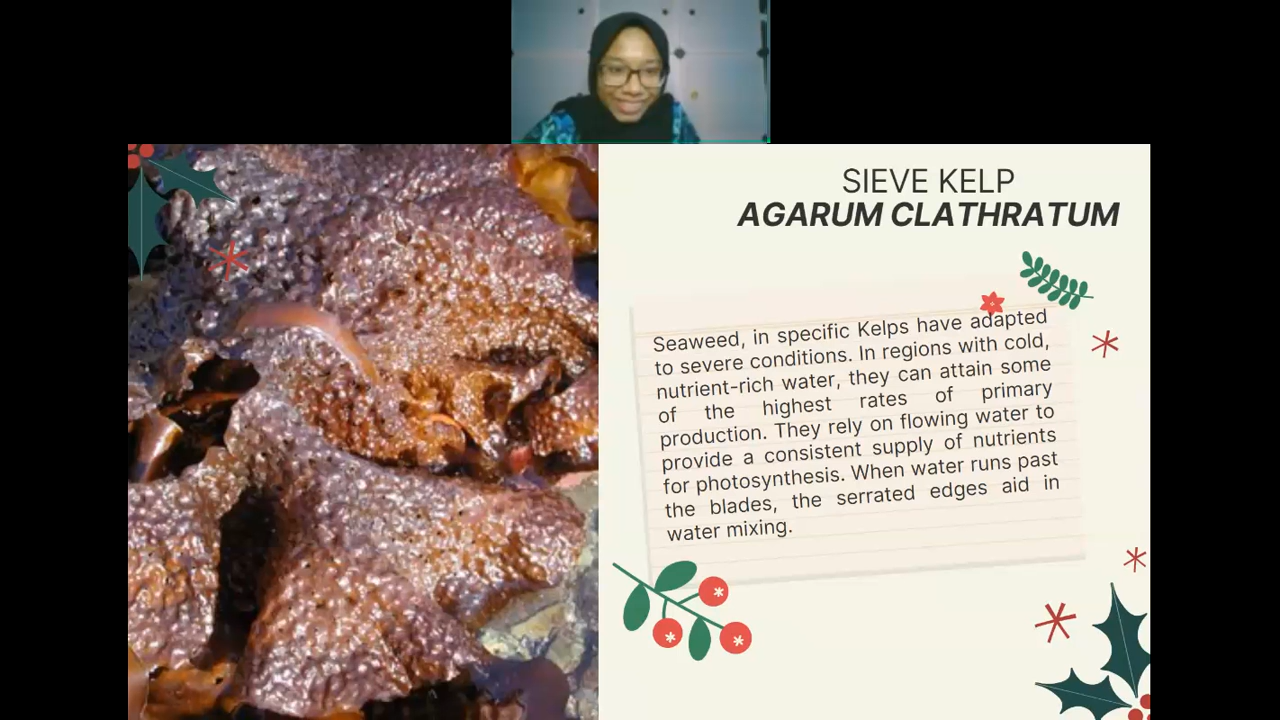 SIEVE KELP
AGARUM CLATHRATUM
Seaweed, in specific Kelps have adapted
to severe conditions. In regions with cold,
nutrient-rich water, they can attain some
of the highest rates of primary
production. They rely on flowing water to
provide a consistent supply of nutrients
for photosynthesis. When water runs past
the blades, the serrated edges aid in
water mixing.